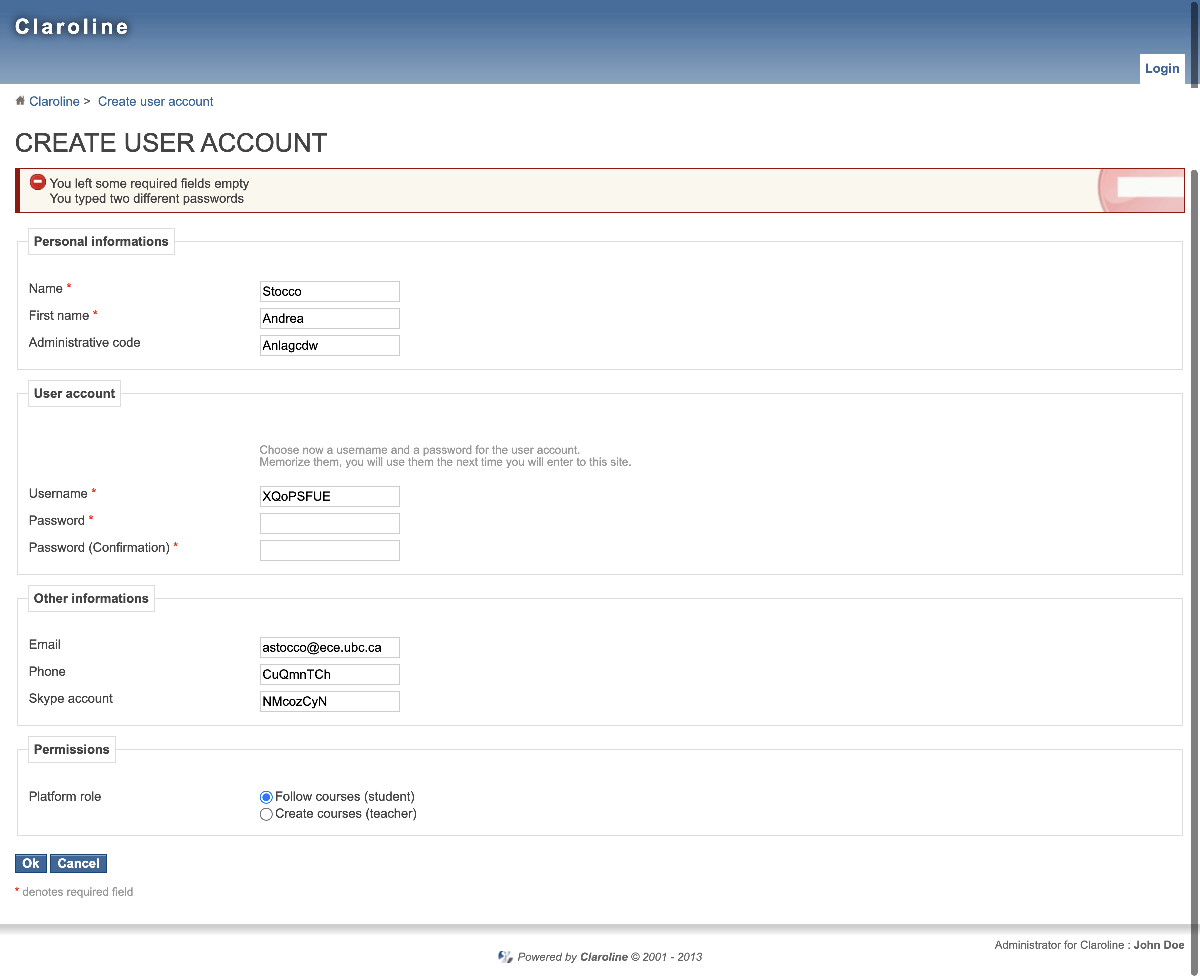 Claroline
Login
Claroline > Create user account
CREATE USER ACCOUNT
You left some required fields empty
You typed two different passwords
Personal informations
Name * Stocco
First name * Andrea
Administrative code Anlagcdw
User account
Choose now a username and a password for the user account.
Memorize them, you will use them the next time you will enter to this site.
Username * XQoPSFUE
Password *
Password (Confirmation) *
Other informations
Email astocco@ece.ubc.ca
Phone CuQmnTCh
Skype account NMcozCyN
Permissions
Platform role Follow courses (student)
Create courses (teacher)
Ok Cancel
* denotes required field
Administrator for Claroline : John Doe
Powered by Claroline © 2001 - 2013